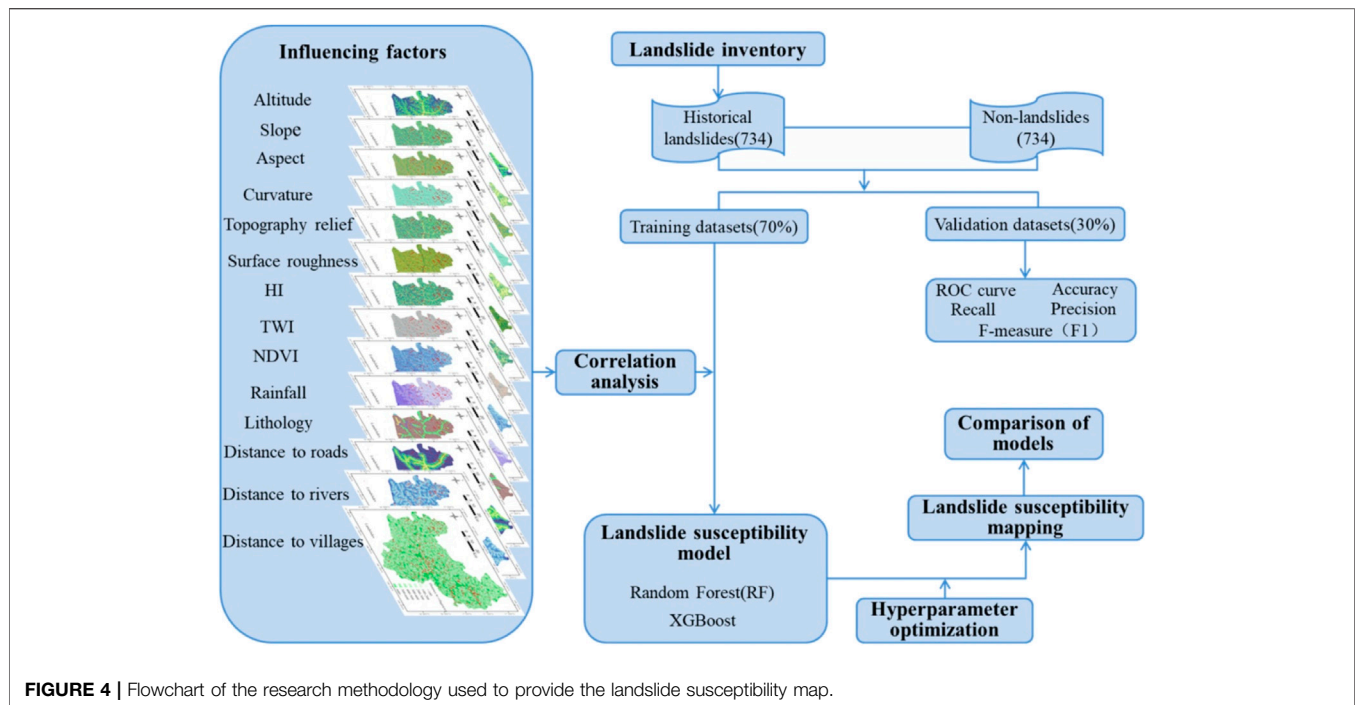 Influencing factors
Altitude
Slope
Aspect
Curvature
Topography relief
Surface roughness
HI
TWI
NDVI
Rainfall
Lithology
Distance to roads
Distance to rivers
Distance to villages
Correlation
analysis
Landslide inventory
Historical
landslides(734)
Non-landslides
(734)
Training datasets(70%)
Validation datasets(30%)
ROC curve Accuracy
Recall Precision
F-measure（F1）
Landslide susceptibility
model
Random Forest(RF)
XGBoost
Hyperparameter
optimization
Landslide susceptibility
mapping
Comparison of
models
FIGURE 4 | Flowchart of the research methodology used to provide the landslide susceptibility map.